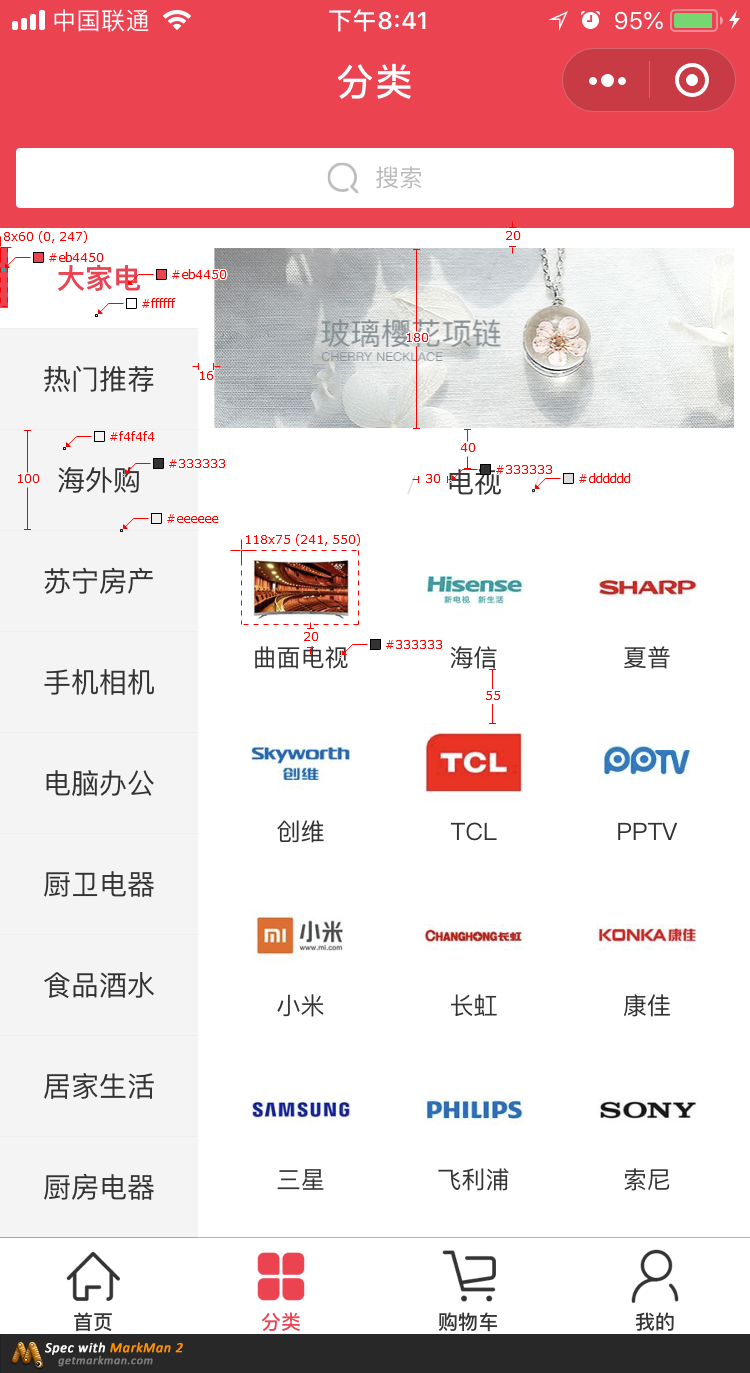 中国联通
下午8:41
95%
分类
搜索
20
8x60 (0, 247)
#eb4450
大家电
#eb4450
#ffffff
玻璃樱花项链
CHERRY NECKLACE
180
16
热门推荐
#f4f4f4
100
海外购
#333333
#eeeeee
40
30
电视
#333333
#dddddd
苏宁房产
手机相机
电脑办公
厨卫电器
食品酒水
居家生活
厨房电器
118x75 (241, 550)
20
曲面电视
#333333
Hisense
新电视 新生活
海信
SHARP
夏普
55
Skyworth
创维
创维
TCL
TCL
PPTV
PPTV
mi 小米
www.mi.com
小米
CHANGHONG长虹
长虹
KONKA 康佳
康佳
SAMSUNG
三星
PHILIPS
飞利浦
SONY
索尼
首页
分类
购物车
我的
Spec with MarkMan 2
getmarkman.com